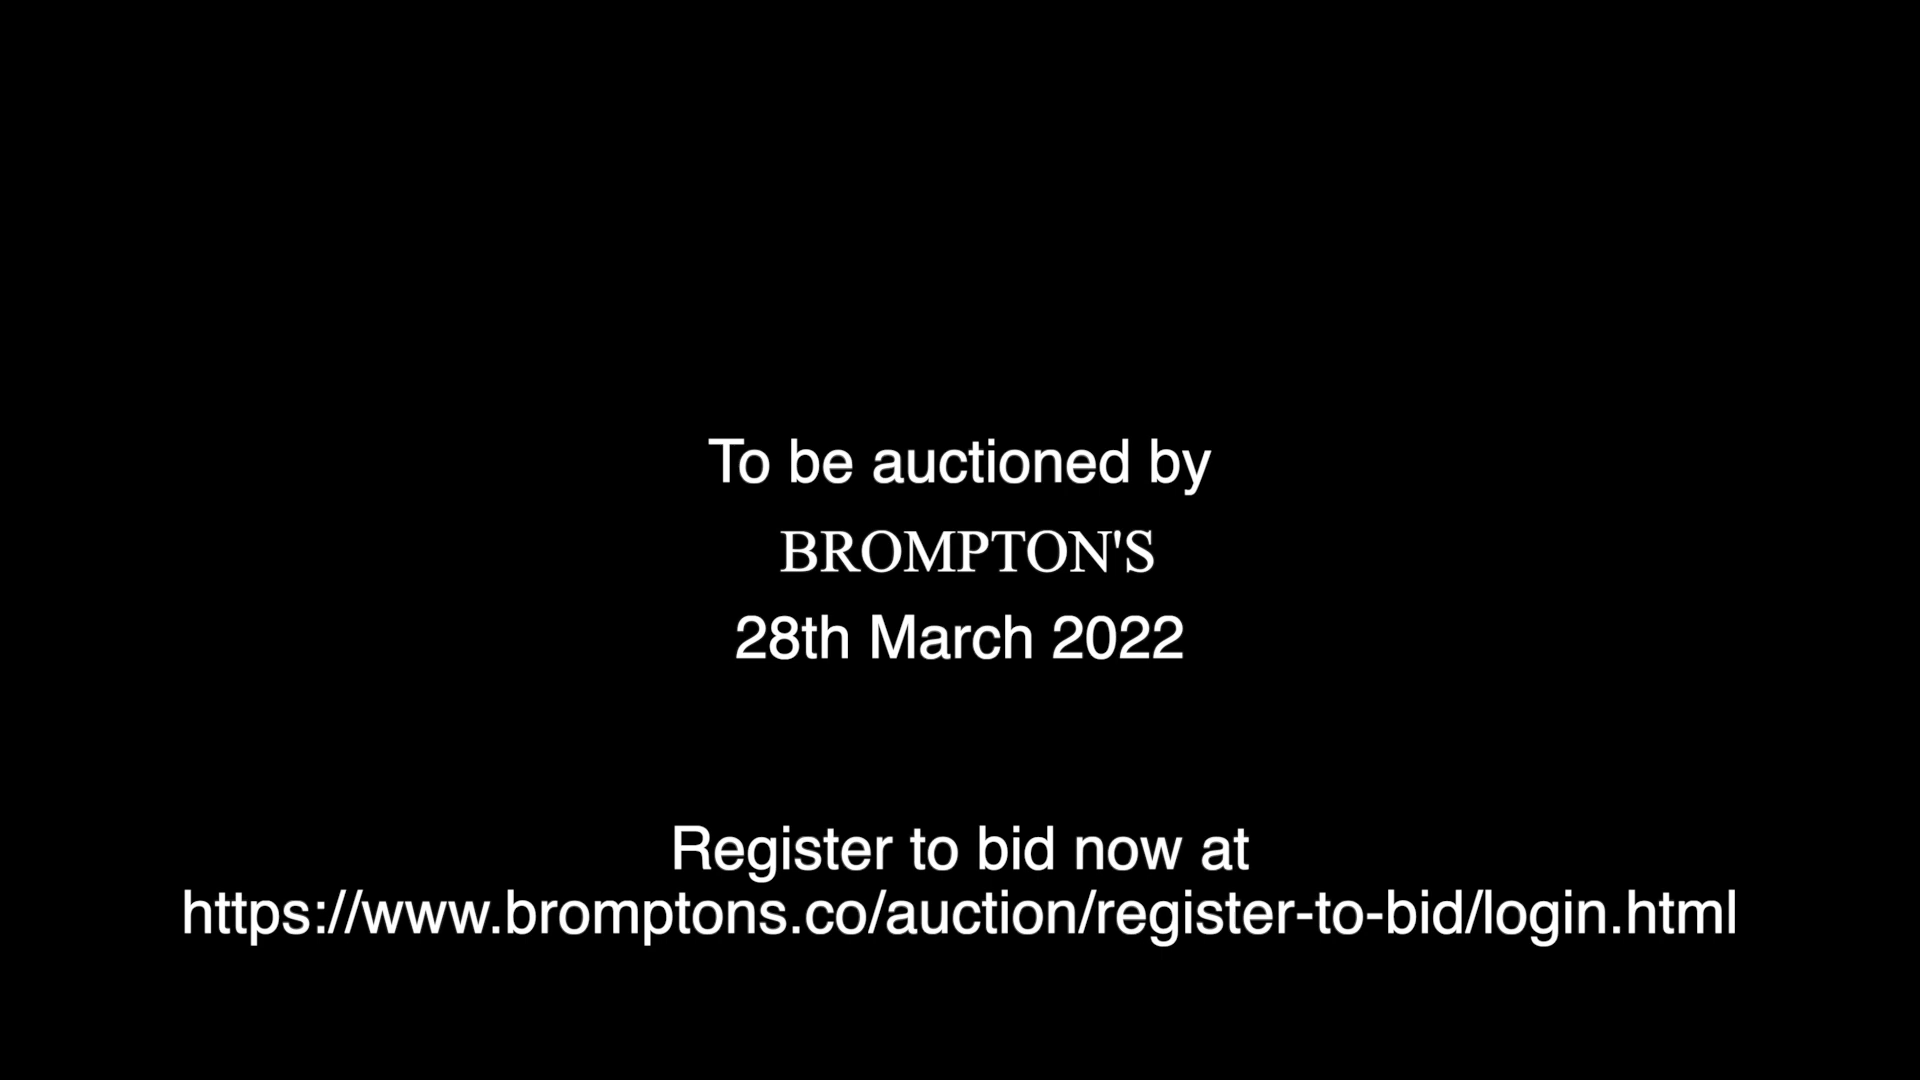 To be auctioned by
BROMPTON'S
28th March 2022
Register to bid now at
https://www.bromptons.co/auction/register-to-bid/login.html